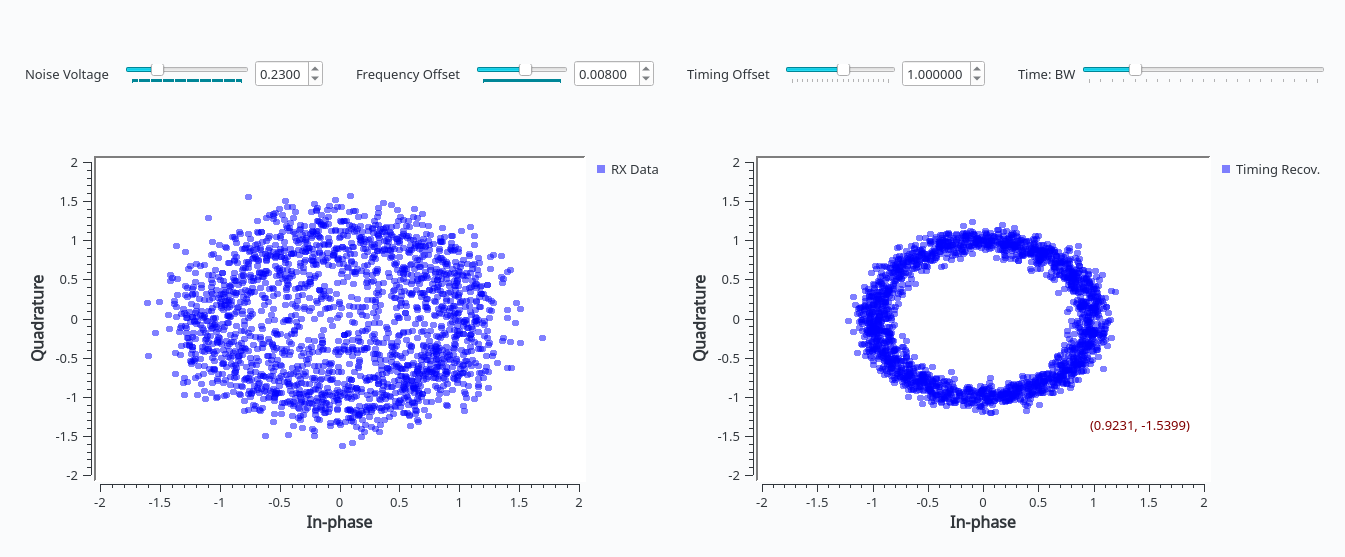 Noise Voltage 0.2300 Frequency Offset 0.00800 Timing Offset 1.000000 Time: BW
2
1.5
1
0.5
0
-0.5
-1
-1.5
-2
Quadrature
-2 -1.5 -1 -0.5 0 0.5 1 1.5 2
In-phase
RX Data
2
1.5
1
0.5
0
-0.5
-1
-1.5
-2
Quadrature
(0.9231, -1.5399)
-2 -1.5 -1 -0.5 0 0.5 1 1.5 2
In-phase
Timing Recov.